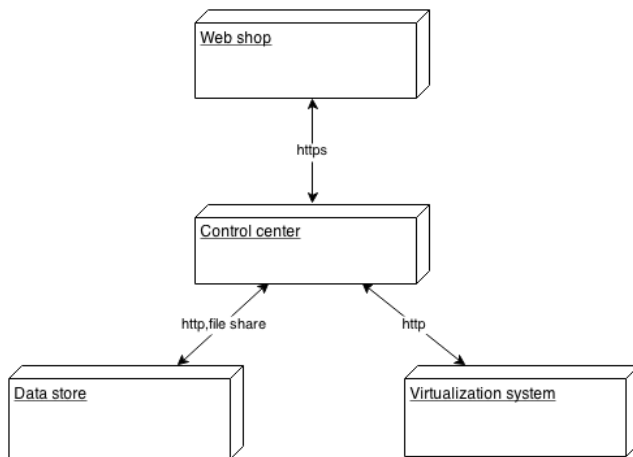 Web shop
https
Control center
http,file share
http
Data store
Virtualization system